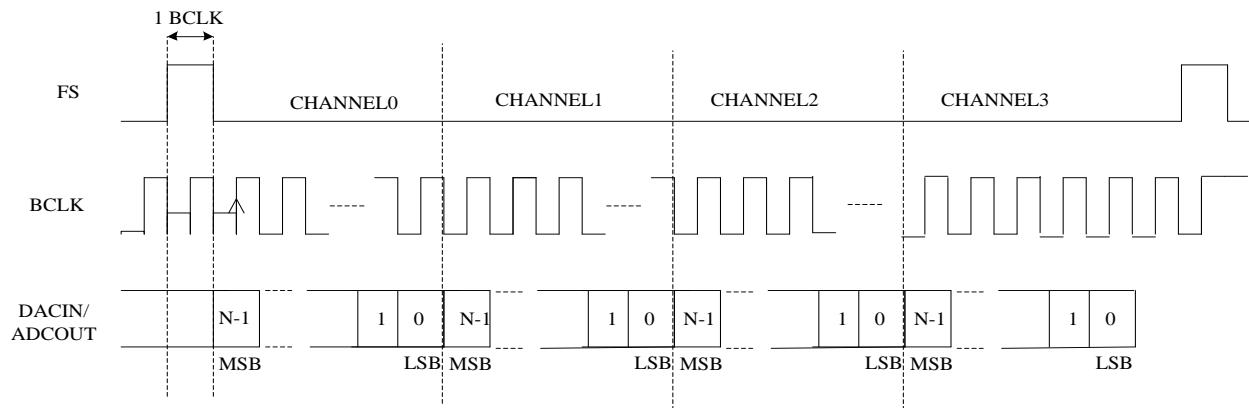 1 BCLK
FS
CHANNEL0
CHANNEL1
CHANNEL2
CHANNEL3
BCLK
DACIN/
ADCOUT
N-1
1
0
N-1
1
0
N-1
1
0
N-1
1
0
MSB
LSB
MSB
LSB
MSB
LSB
MSB
LSB